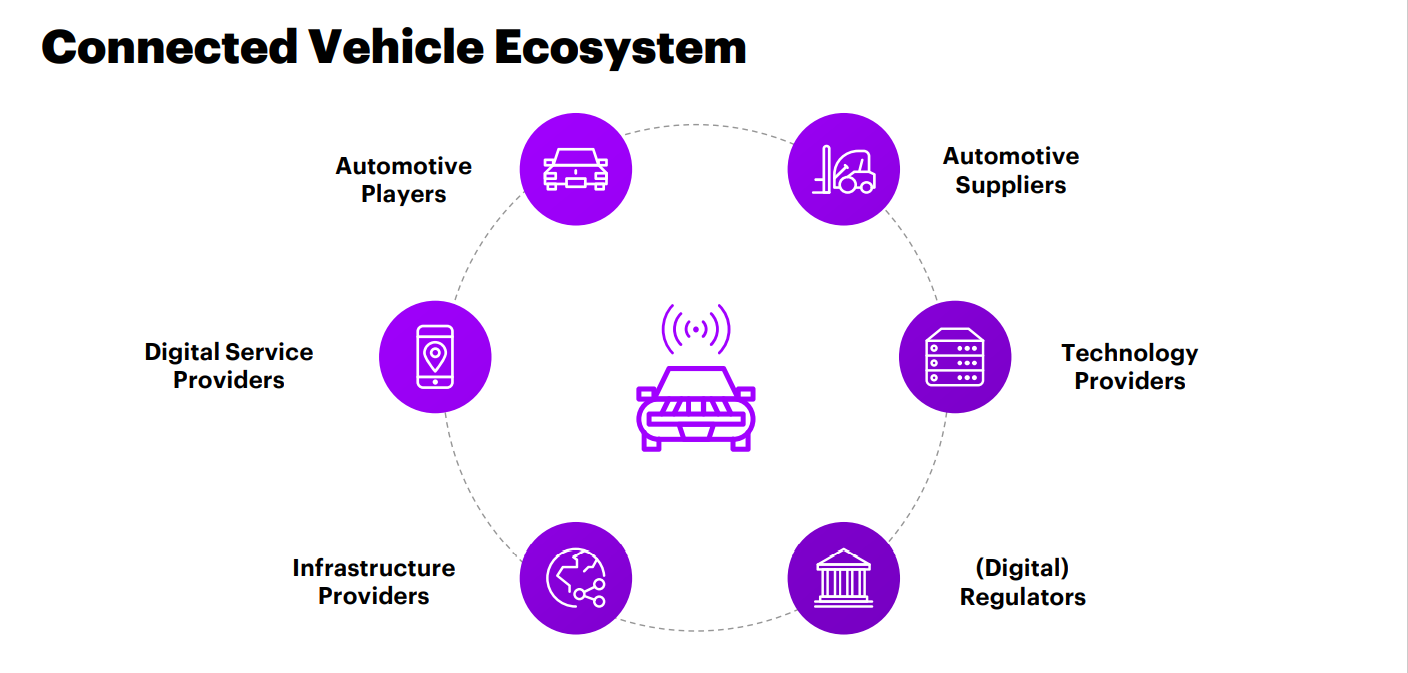 Connected Vehicle Ecosystem
Automotive
Players
Automotive
Suppliers
Digital Service
Providers
Technology
Providers
Infrastructure
Providers
(Digital)
Regulators